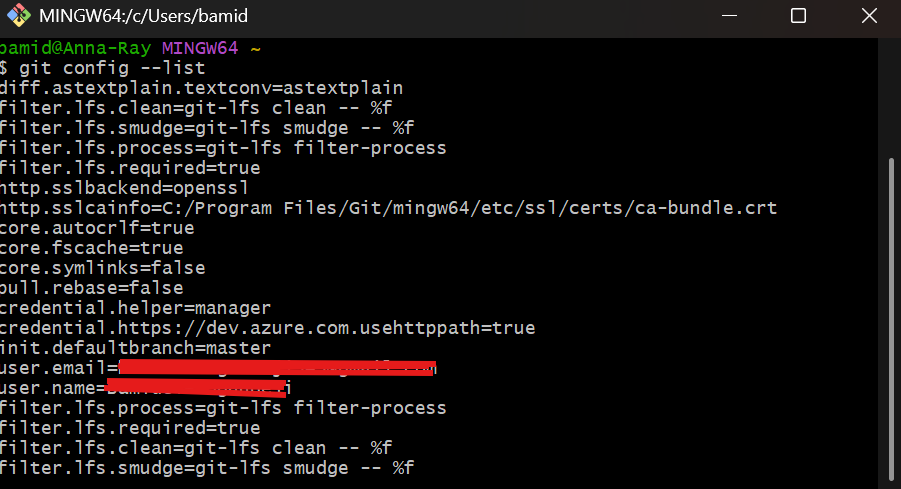 MINGW64:/c/Users/bamid
bamid@Anna-Ray MINGW64 ~
$ git config --list
diff.astextplain.textconv=astextplain
filter.lfs.clean=git-lfs clean -- %f
filter.lfs.smudge=git-lfs smudge -- %f
filter.lfs.process=git-lfs filter-process
filter.lfs.required=true
http.sslbackend=openssl
http.sslcainfo=C:/Program Files/Git/mingw64/etc/ssl/certs/ca-bundle.crt
core.autocrlf=true
core.fscache=true
core.symlinks=false
pull.rebase=false
credential.helper=manager
credential.https://dev.azure.com.usehttppath=true
init.defaultbranch=master
user.email=
user.name=
filter.lfs.process=git-lfs filter-process
filter.lfs.required=true
filter.lfs.clean=git-lfs clean -- %f
filter.lfs.smudge=git-lfs smudge -- %f